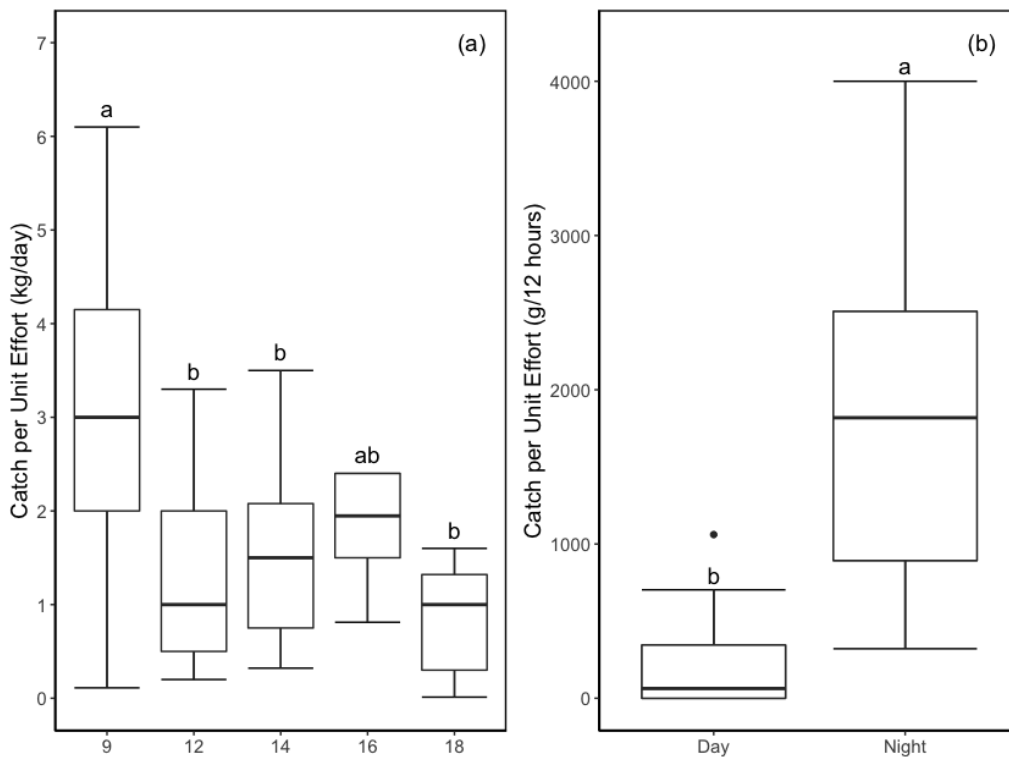 (a)
Catch per Unit Effort (kg/day)
7
6
5
4
3
2
1
0
a
b
b
ab
b
9 12 14 16 18
(b)
Catch per Unit Effort (g/12 hours)
4000
3000
2000
1000
0
b
a
Day Night